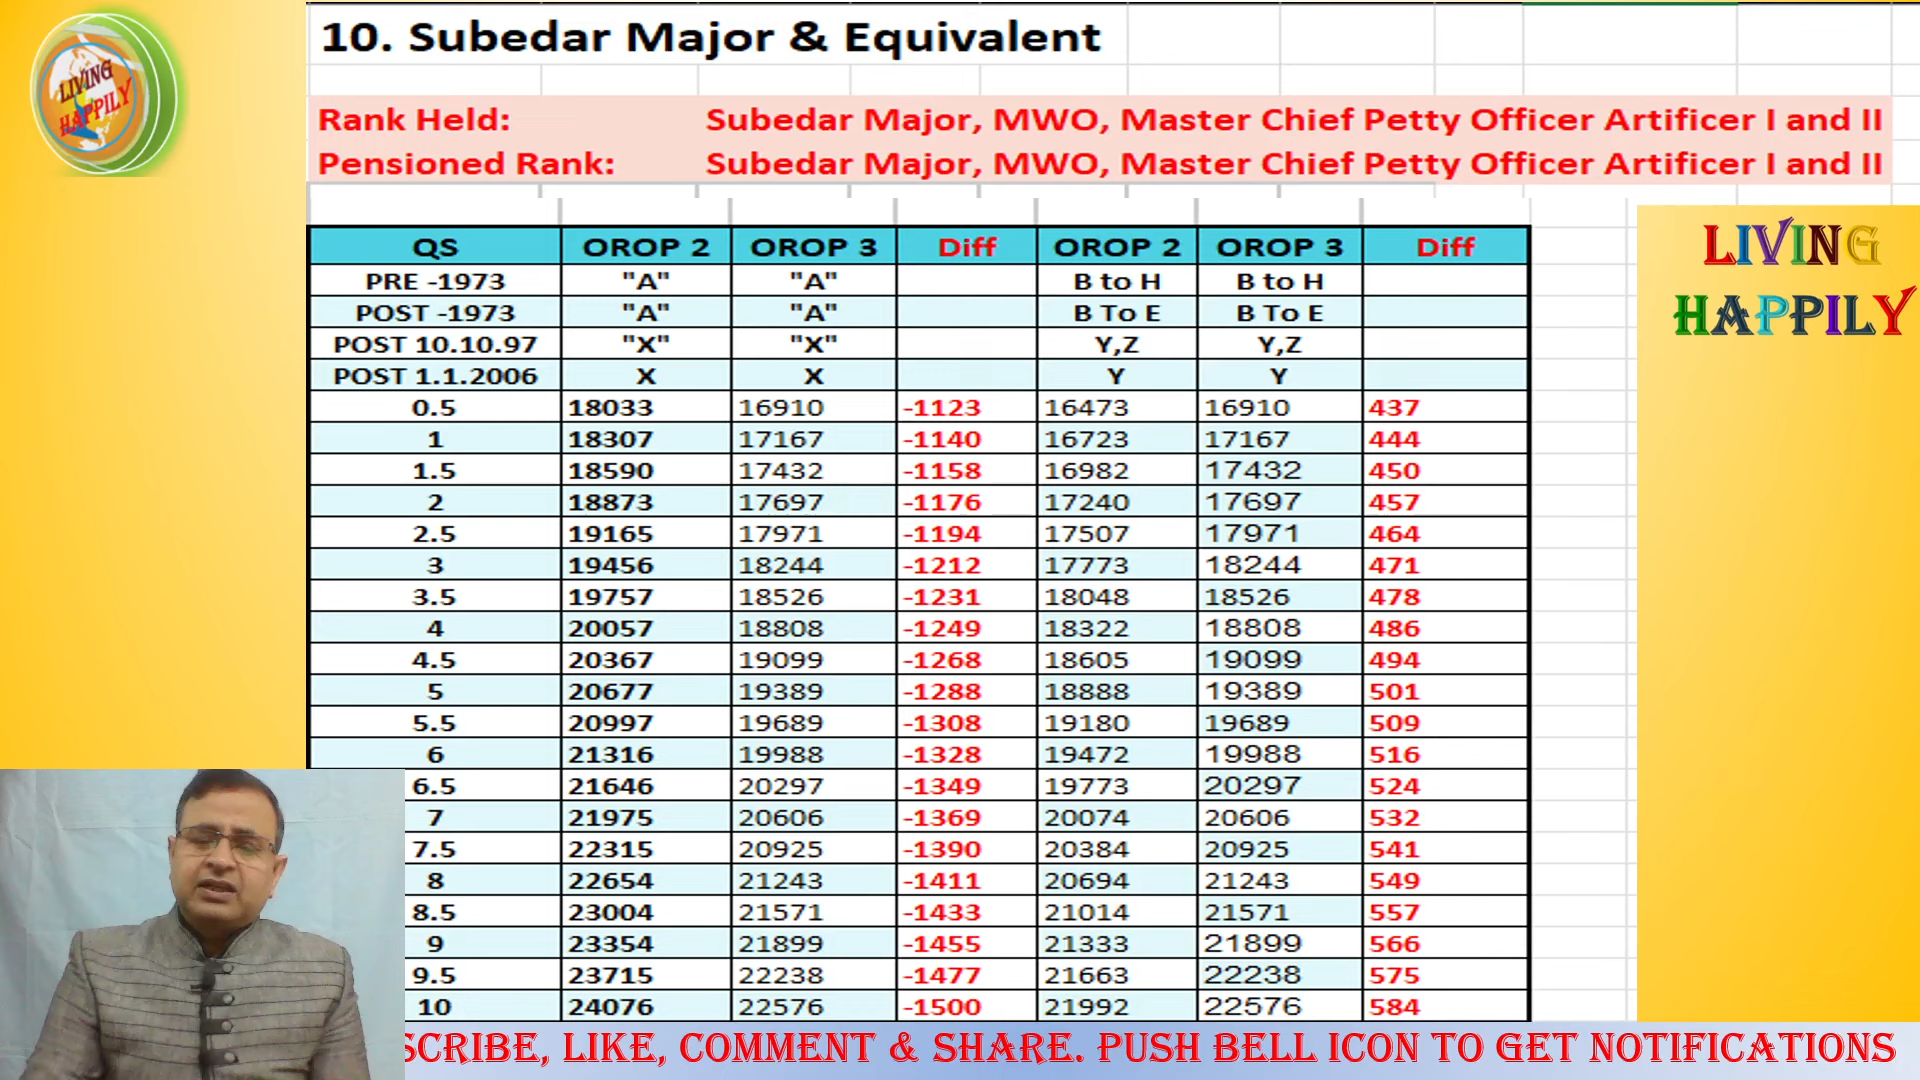 LIVING
HAPPILY
10. Subedar Major & Equivalent
Rank Held: Subedar Major, MWO, Master Chief Petty Officer Artificer I and II
Pensioned Rank: Subedar Major, MWO, Master Chief Petty Officer Artificer I and II
LIVING
HAPPILY
QS OROP 2 OROP 3 Diff OROP 2 OROP 3 Diff
PRE -1973 "A" "A" B to H B to H
POST -1973 "A" "A" B To E B To E
POST 10.10.97 "X" "X" Y,Z Y,Z
POST 1.1.2006 X X Y Y
0.5 18033 16910 -1123 16473 16910 437
1 18307 17167 -1140 16723 17167 444
1.5 18590 17432 -1158 16982 17432 450
2 18873 17697 -1176 17240 17697 457
2.5 19165 17971 -1194 17507 17971 464
3 19456 18244 -1212 17773 18244 471
3.5 19757 18526 -1231 18048 18526 478
4 20057 18808 -1249 18322 18808 486
4.5 20367 19099 -1268 18605 19099 494
5 20677 19389 -1288 18888 19389 501
5.5 20997 19689 -1308 19180 19689 509
6 21316 19988 -1328 19472 19988 516
6.5 21646 20297 -1349 19773 20297 524
7 21975 20606 -1369 20074 20606 532
7.5 22315 20925 -1390 20384 20925 541
8 22654 21243 -1411 20694 21243 549
8.5 23004 21571 -1433 21014 21571 557
9 23354 21899 -1455 21333 21899 566
9.5 23715 22238 -1477 21663 22238 575
10 24076 22576 -1500 21992 22576 584
SCRIBE, LIKE, COMMENT & SHARE. PUSH BELL ICON TO GET NOTIFICATIONS